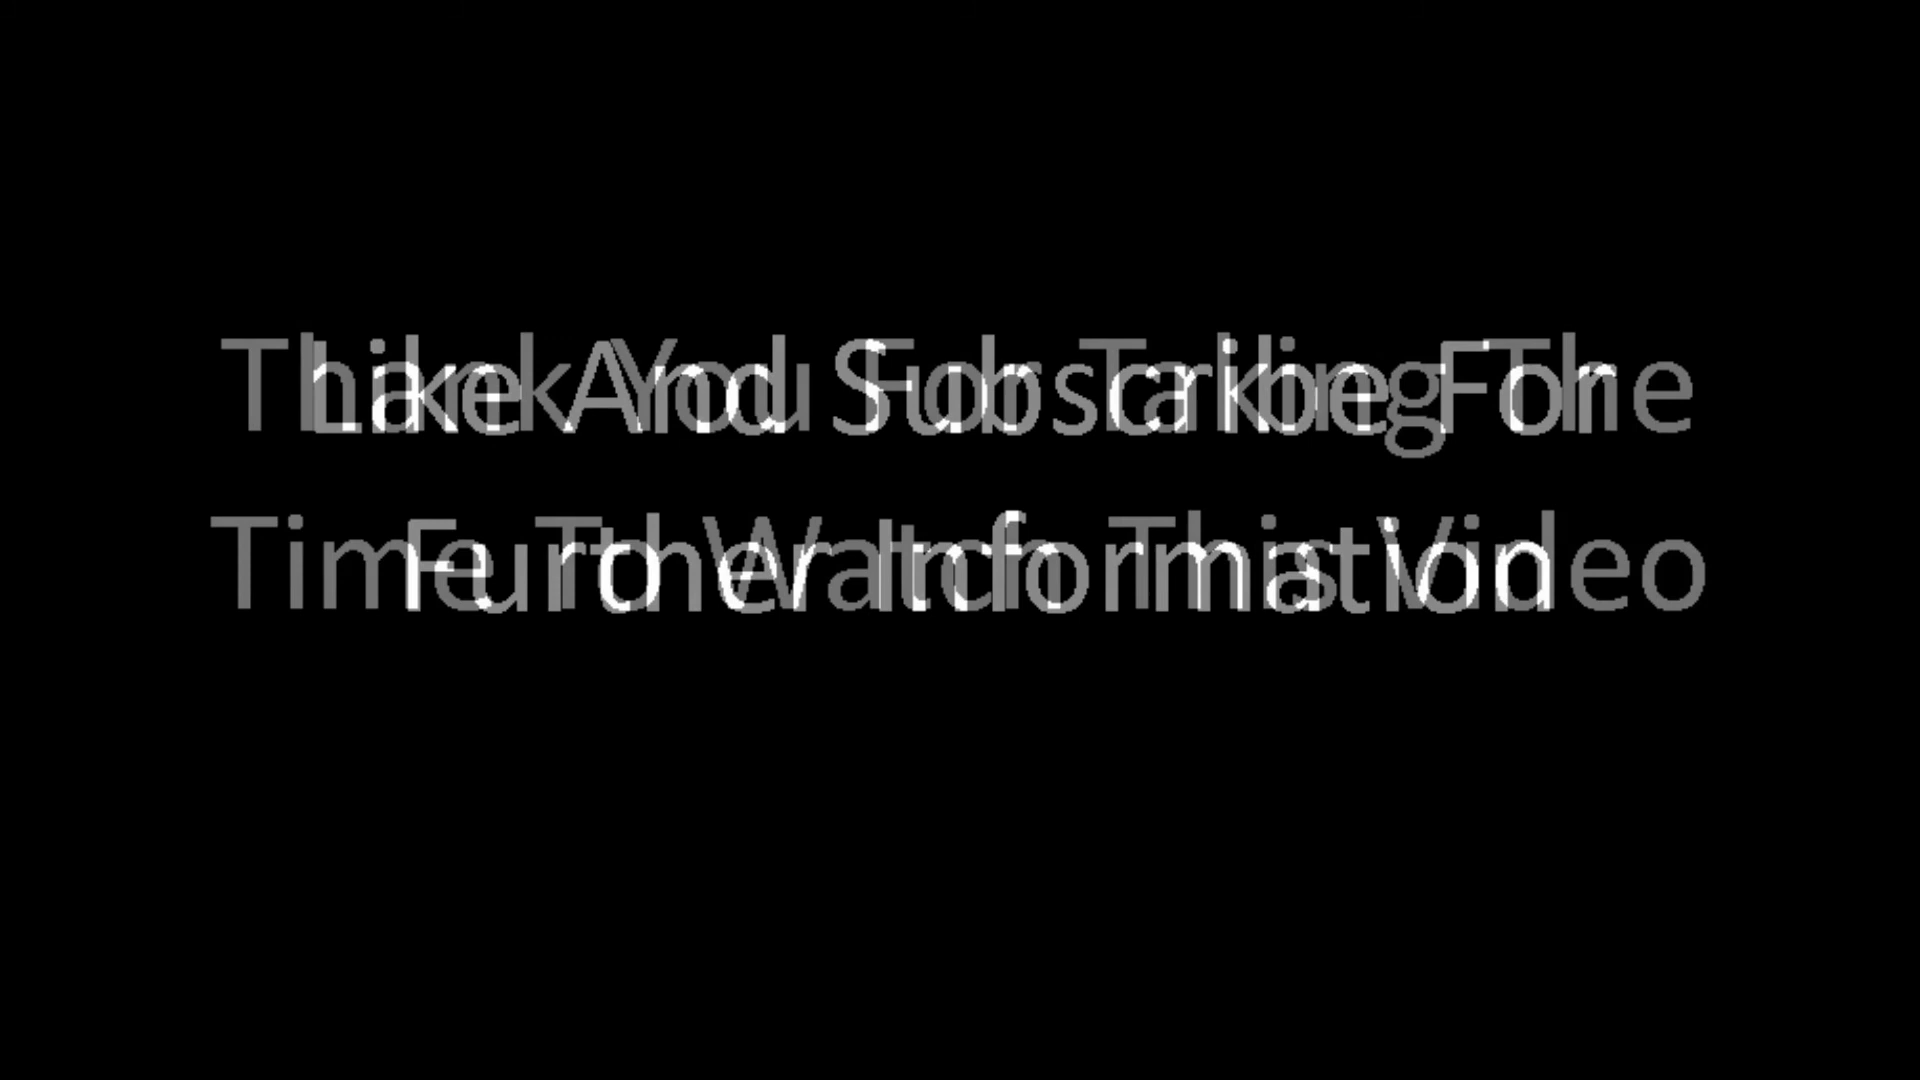 Thank You For Taking The
Time To Watch This Video
Like And Subscribe For
Further Information